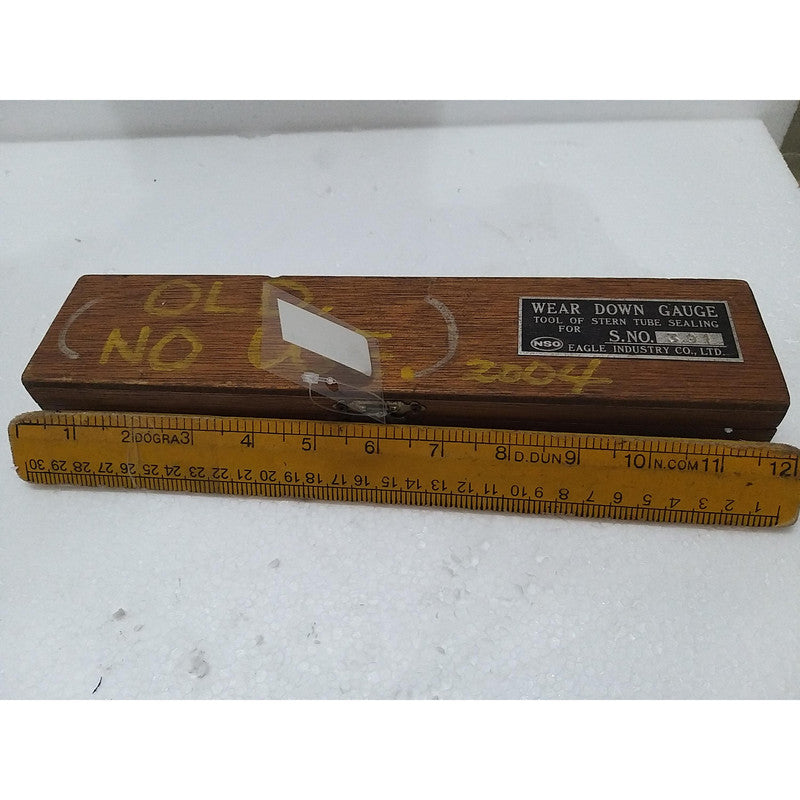 OLD
NO USE. 2004
WEAR DOWN GAUGE
TOOL OF STERN TUBE SEALING
FOR S.NO.
NSO EAGLE INDUSTRY CO., LTD.
1 2 DOGRA 3 4 5 6 7 8 D.DUN 9 10 N.COM 11 12
30 29 28 27 26 25 24 23 22 21 20 19 18 17 16 15 14 13 12 11 10 9 8 7 6 5 4 3 2 1